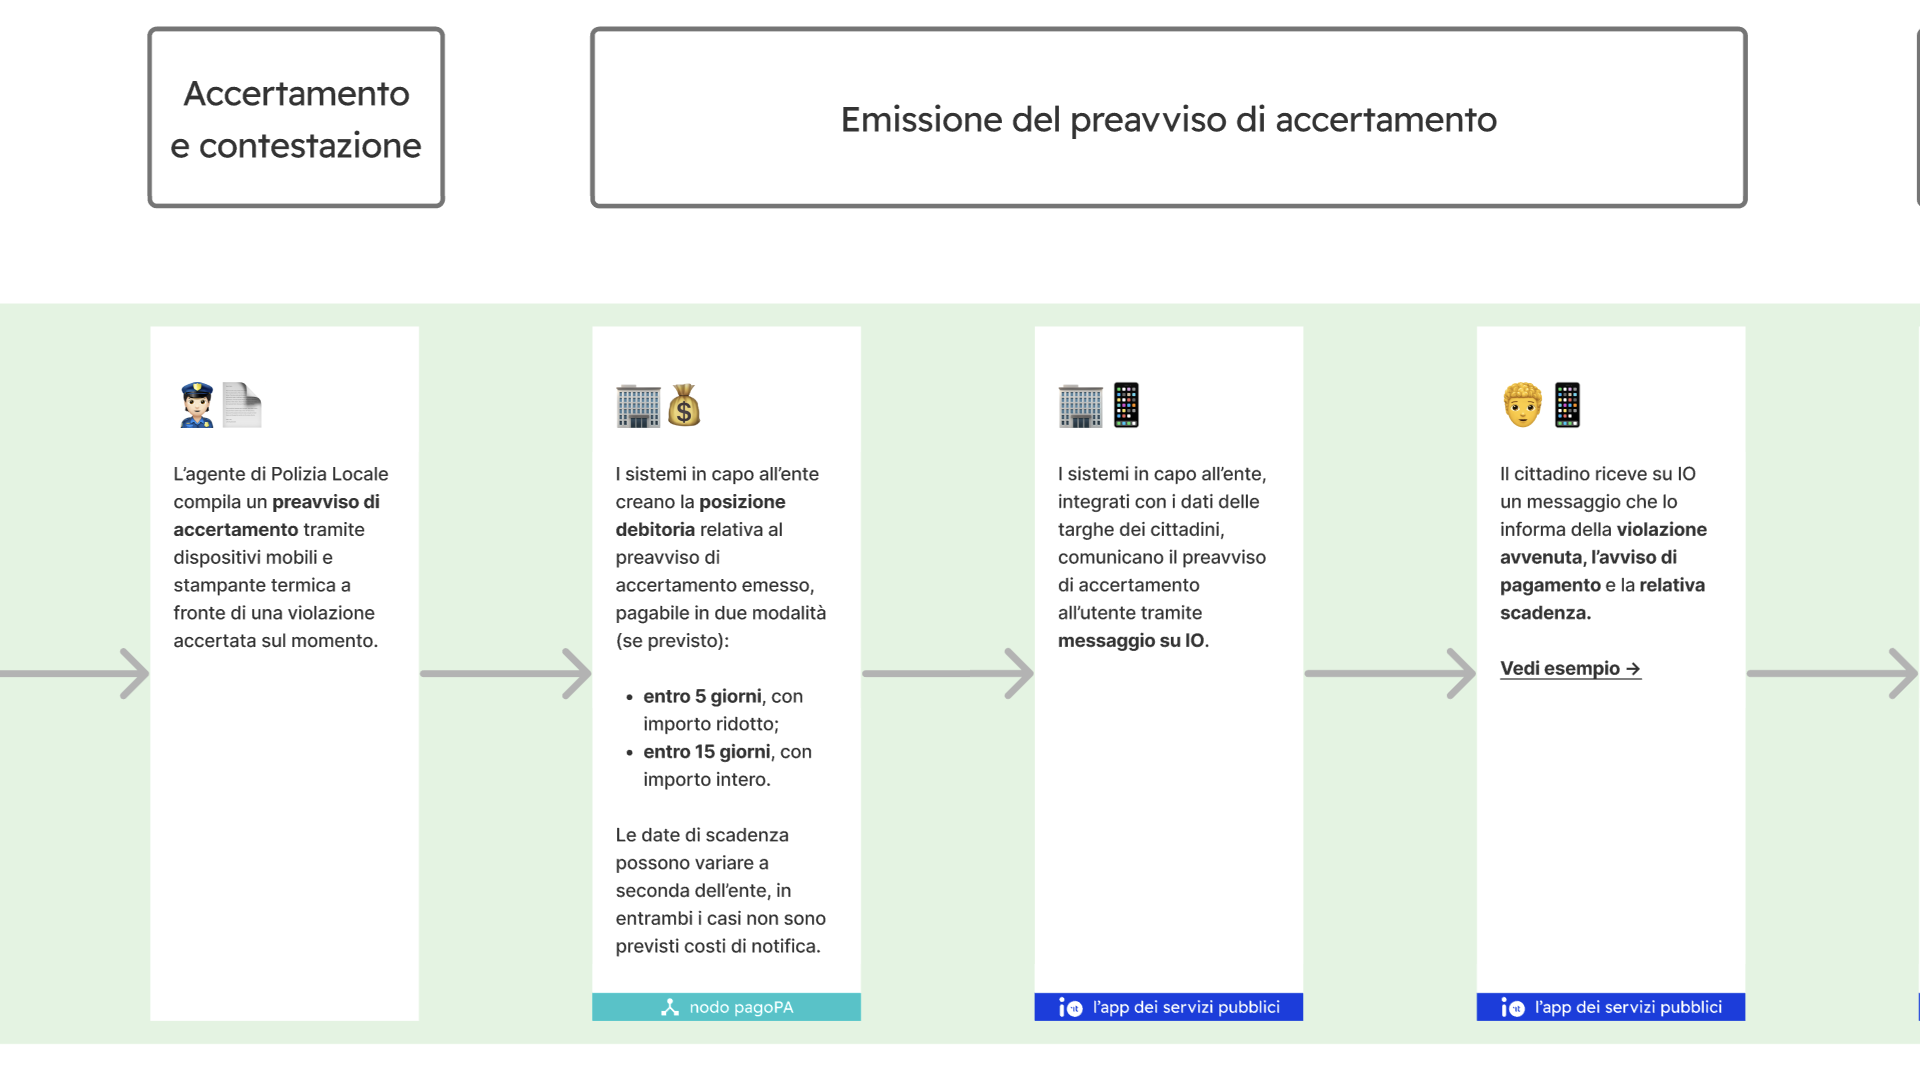 Accertamento
e contestazione
Emissione del preavviso di accertamento
L’agente di Polizia Locale
compila un preavviso di
accertamento tramite
dispositivi mobili e
stampante termica a
fronte di una violazione
accertata sul momento.
I sistemi in capo all’ente
creano la posizione
debitoria relativa al
preavviso di
accertamento emesso,
pagabile in due modalità
(se previsto):
• entro 5 giorni, con
importo ridotto;
• entro 15 giorni, con
importo intero.
Le date di scadenza
possono variare a
seconda dell’ente, in
entrambi i casi non sono
previsti costi di notifica.
nodo pagoPA
I sistemi in capo all’ente,
integrati con i dati delle
targhe dei cittadini,
comunicano il preavviso
di accertamento
all’utente tramite
messaggio su IO.
io l’app dei servizi pubblici
Il cittadino riceve su IO
un messaggio che lo
informa della violazione
avvenuta, l’avviso di
pagamento e la relativa
scadenza.
Vedi esempio →
io l’app dei servizi pubblici